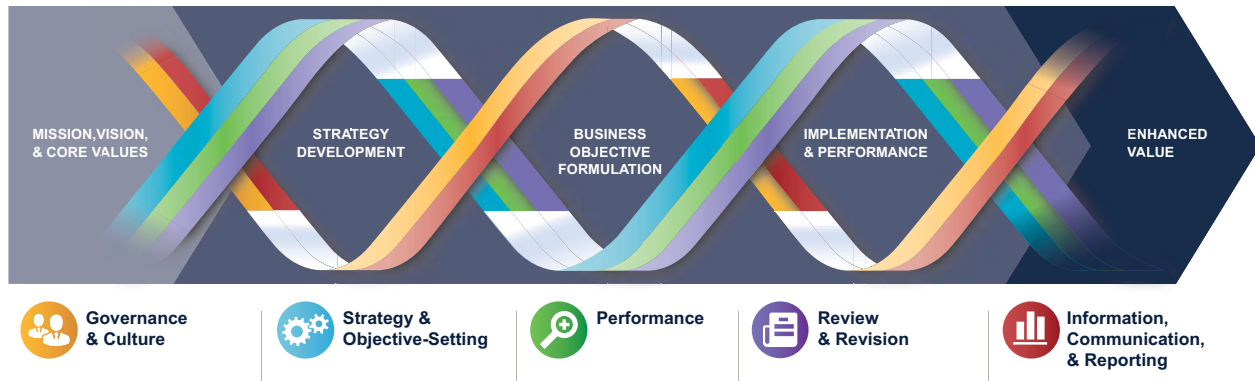 MISSION,VISION,
& CORE VALUES
STRATEGY
DEVELOPMENT
BUSINESS
OBJECTIVE
FORMULATION
IMPLEMENTATION
& PERFORMANCE
ENHANCED
VALUE
Governance
& Culture
Strategy &
Objective-Setting
Performance
Review
& Revision
Information,
Communication,
& Reporting